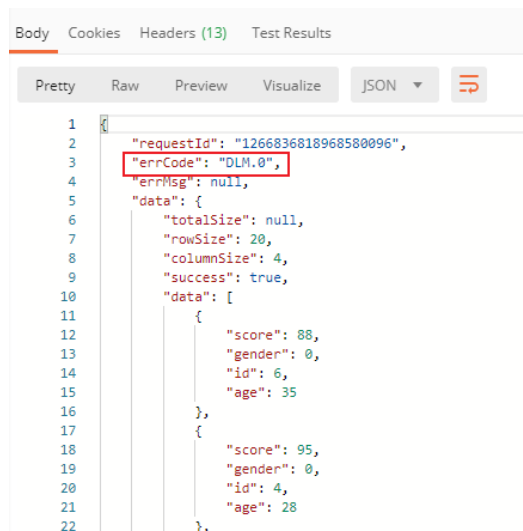 Body Cookies Headers (13) Test Results
Pretty Raw Preview Visualize JSON
1 {
2 "requestId": "1266836818968580096",
3 "errCode": "DLM.0",
4 "errMsg": null,
5 "data": {
6 "totalSize": null,
7 "rowSize": 20,
8 "columnSize": 4,
9 "success": true,
10 "data": [
11 {
12 "score": 88,
13 "gender": 0,
14 "id": 6,
15 "age": 35
16 },
17 {
18 "score": 95,
19 "gender": 0,
20 "id": 4,
21 "age": 28
22 },